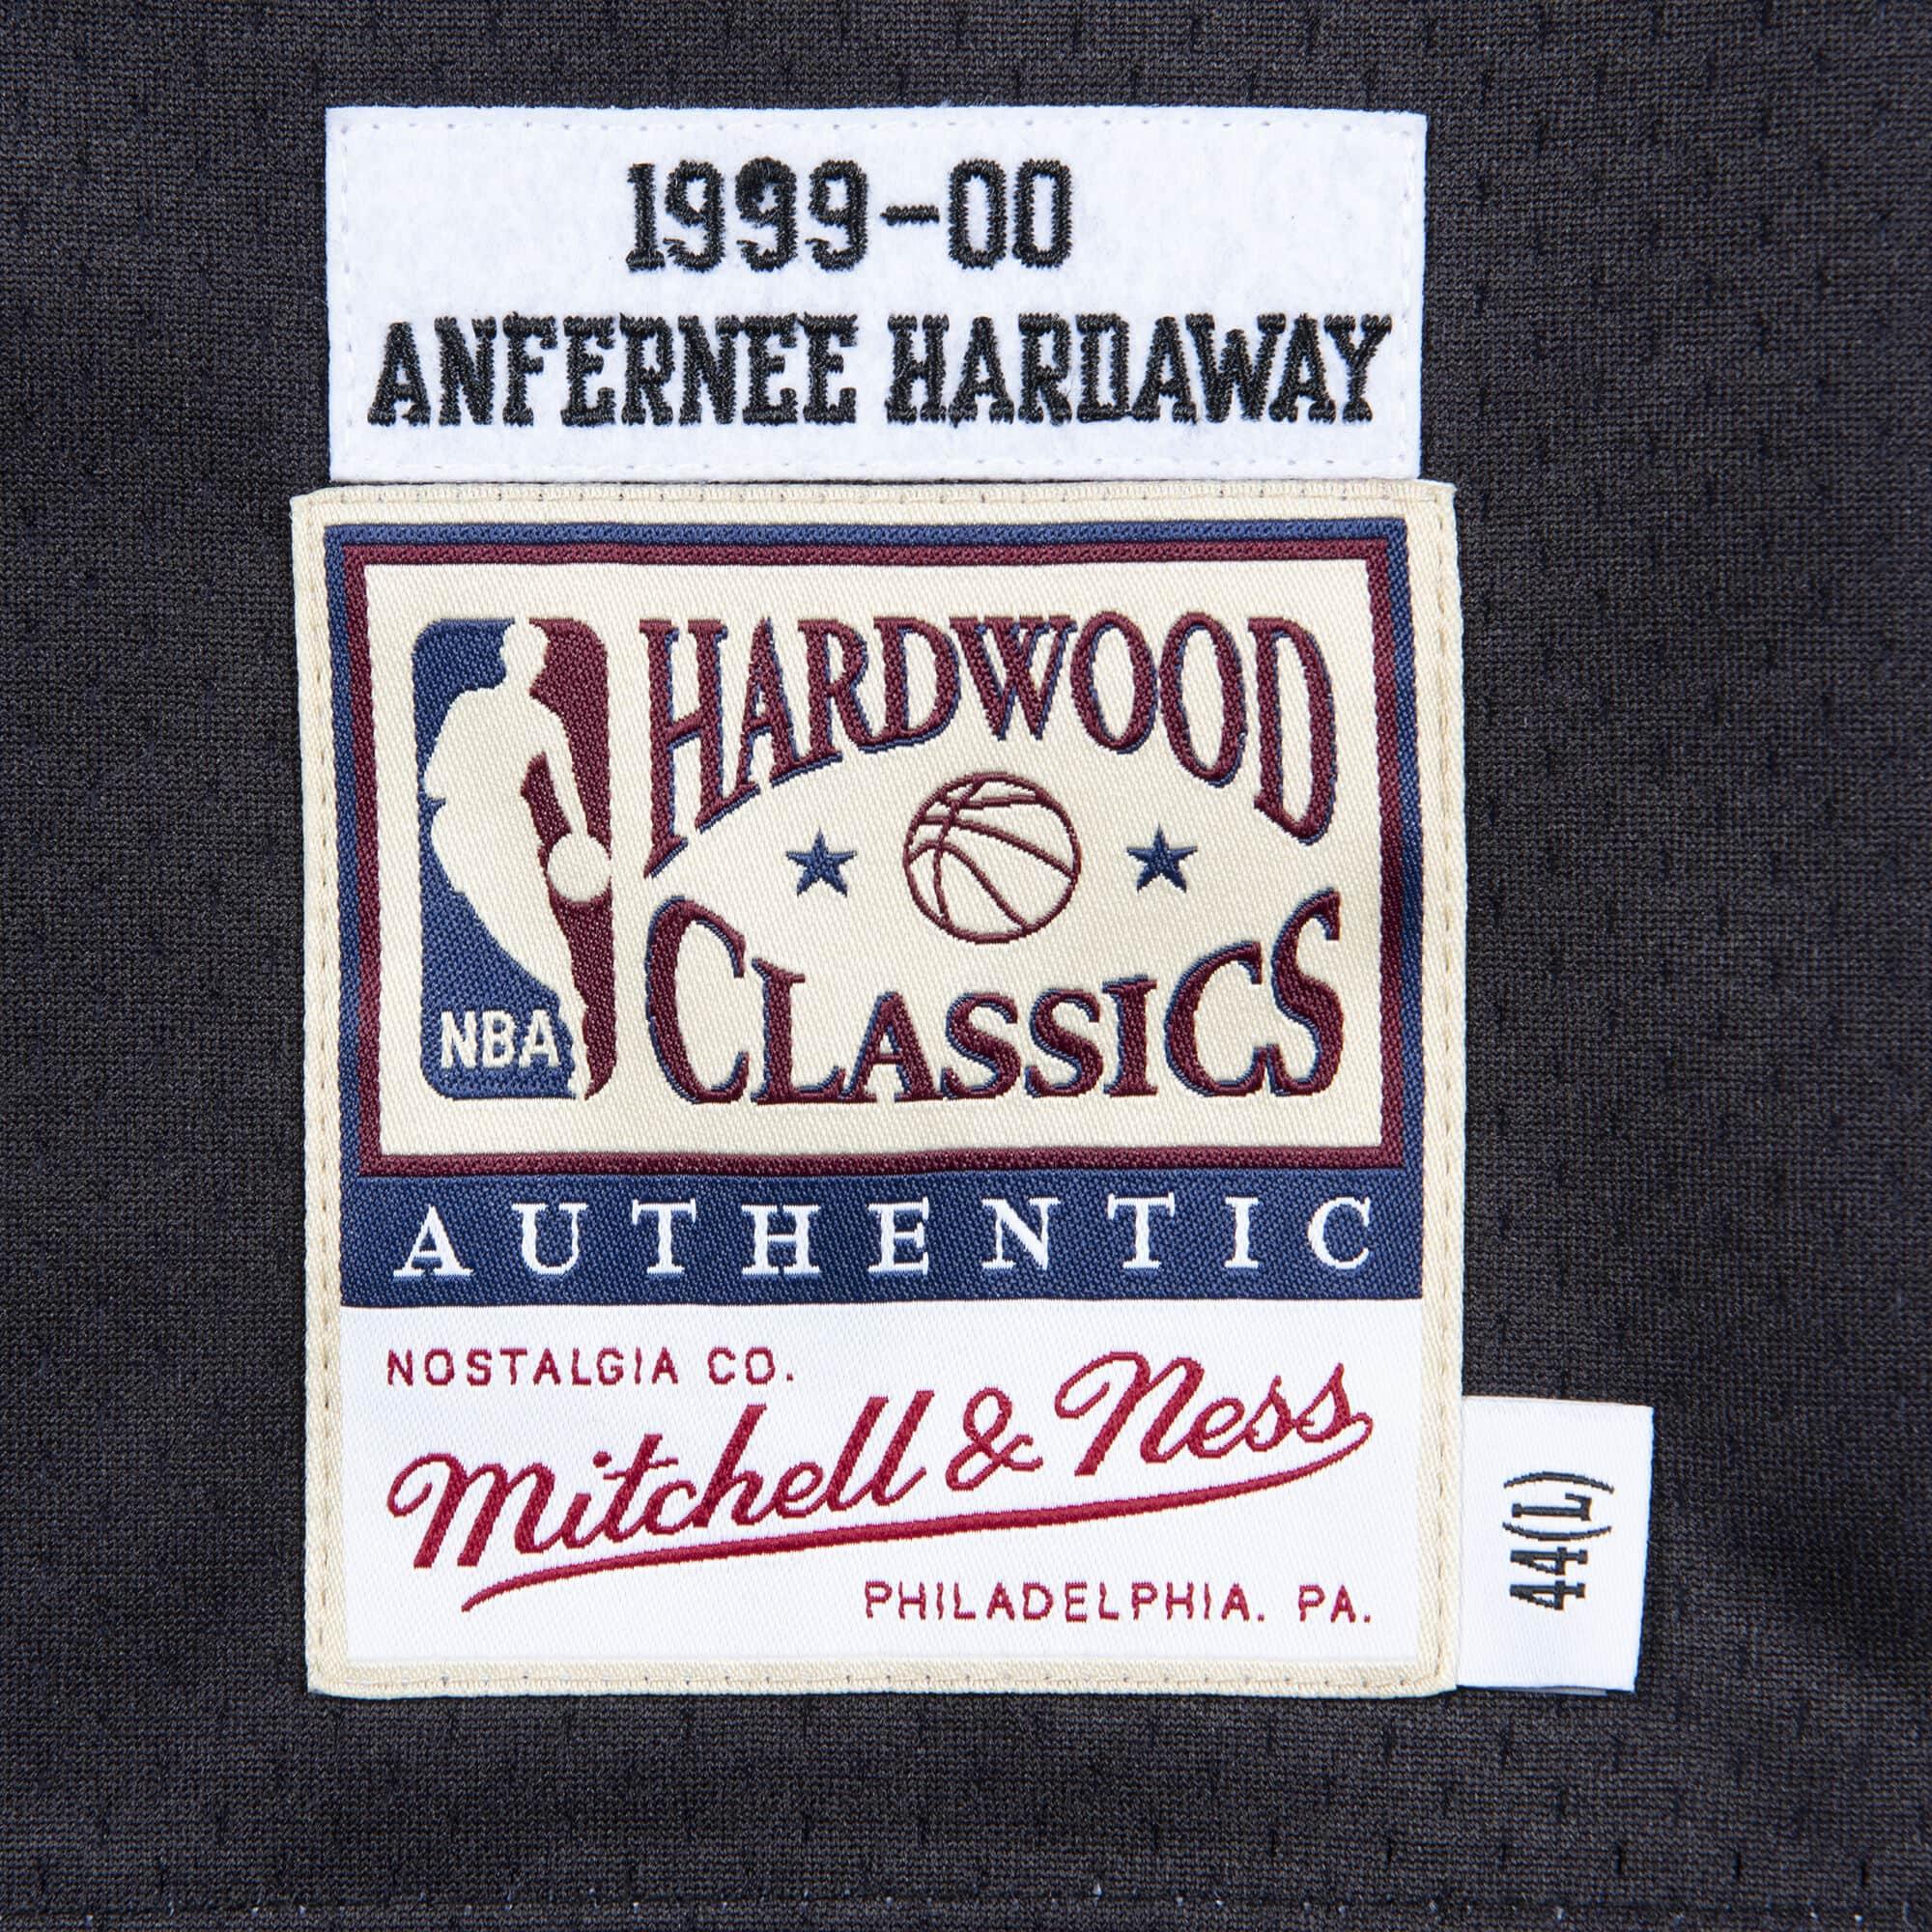 1999-00
ANFERNEE HARDAWAY
HARDWOOD
CLASSICS
NBA
AUTHENTIC
NOSTALGIA CO.
Mitchell & Ness
PHILADELPHIA. PA.
44(L)